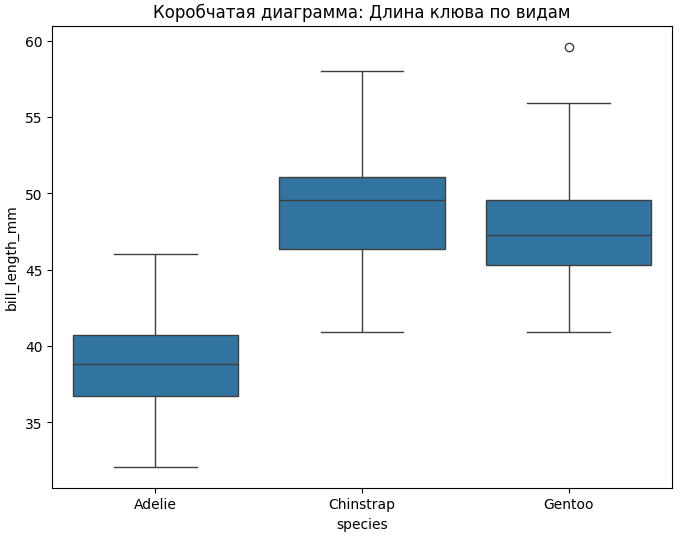 Коробчатая диаграмма: Длина клюва по видам
60
55
50
45
40
35
bill_length_mm
Adelie
Chinstrap
Gentoo
species